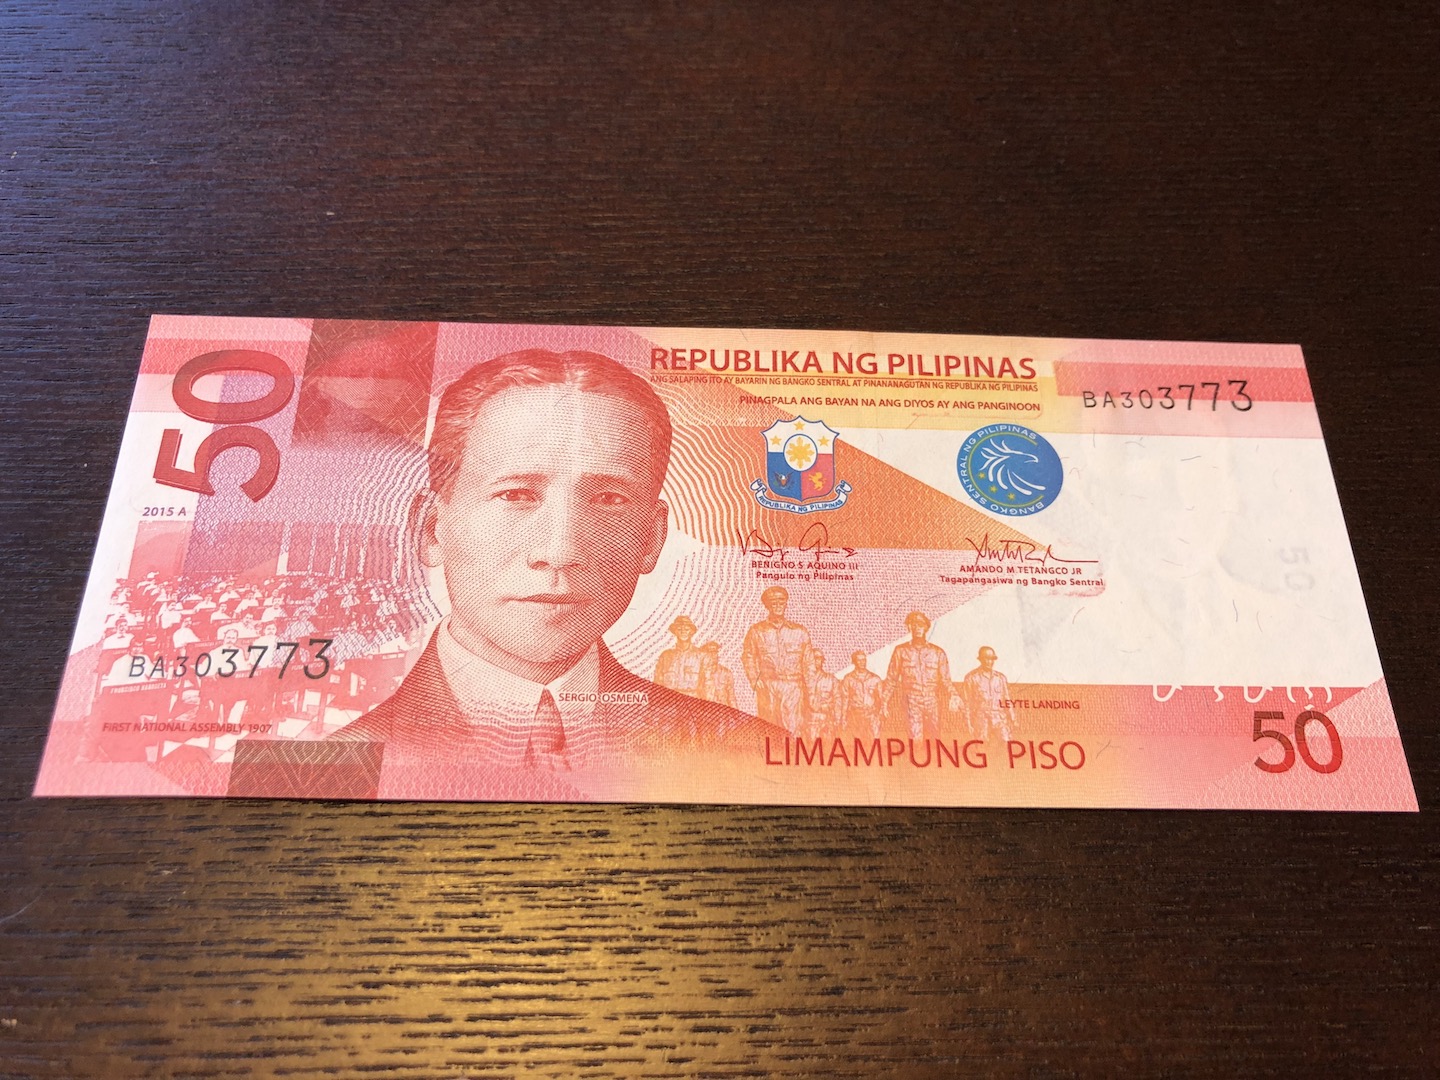 50
REPUBLIKA NG PILIPINAS
ANG SALAPING ITO AY BAYARIN NG BANGKO SENTRAL AT PINANANAGUTAN NG REPUBLIKA NG PILIPINAS
PINAGPALA ANG BAYAN NA ANG DIYOS AY ANG PANGINOON
BA303773
REPUBLIKA NG PILIPINAS
BANGKO SENTRAL NG PILIPINAS
2015 A
BENIGNO S AQUINO III
Pangulo ng Pilipinas
AMANDO M TETANGCO JR
Tagapangasiwa ng Bangko Sentral
50
BA303773
SERGIO OSMEÑA
LEYTE LANDING
FIRST NATIONAL ASSEMBLY 1907
LIMAMPUNG PISO
50